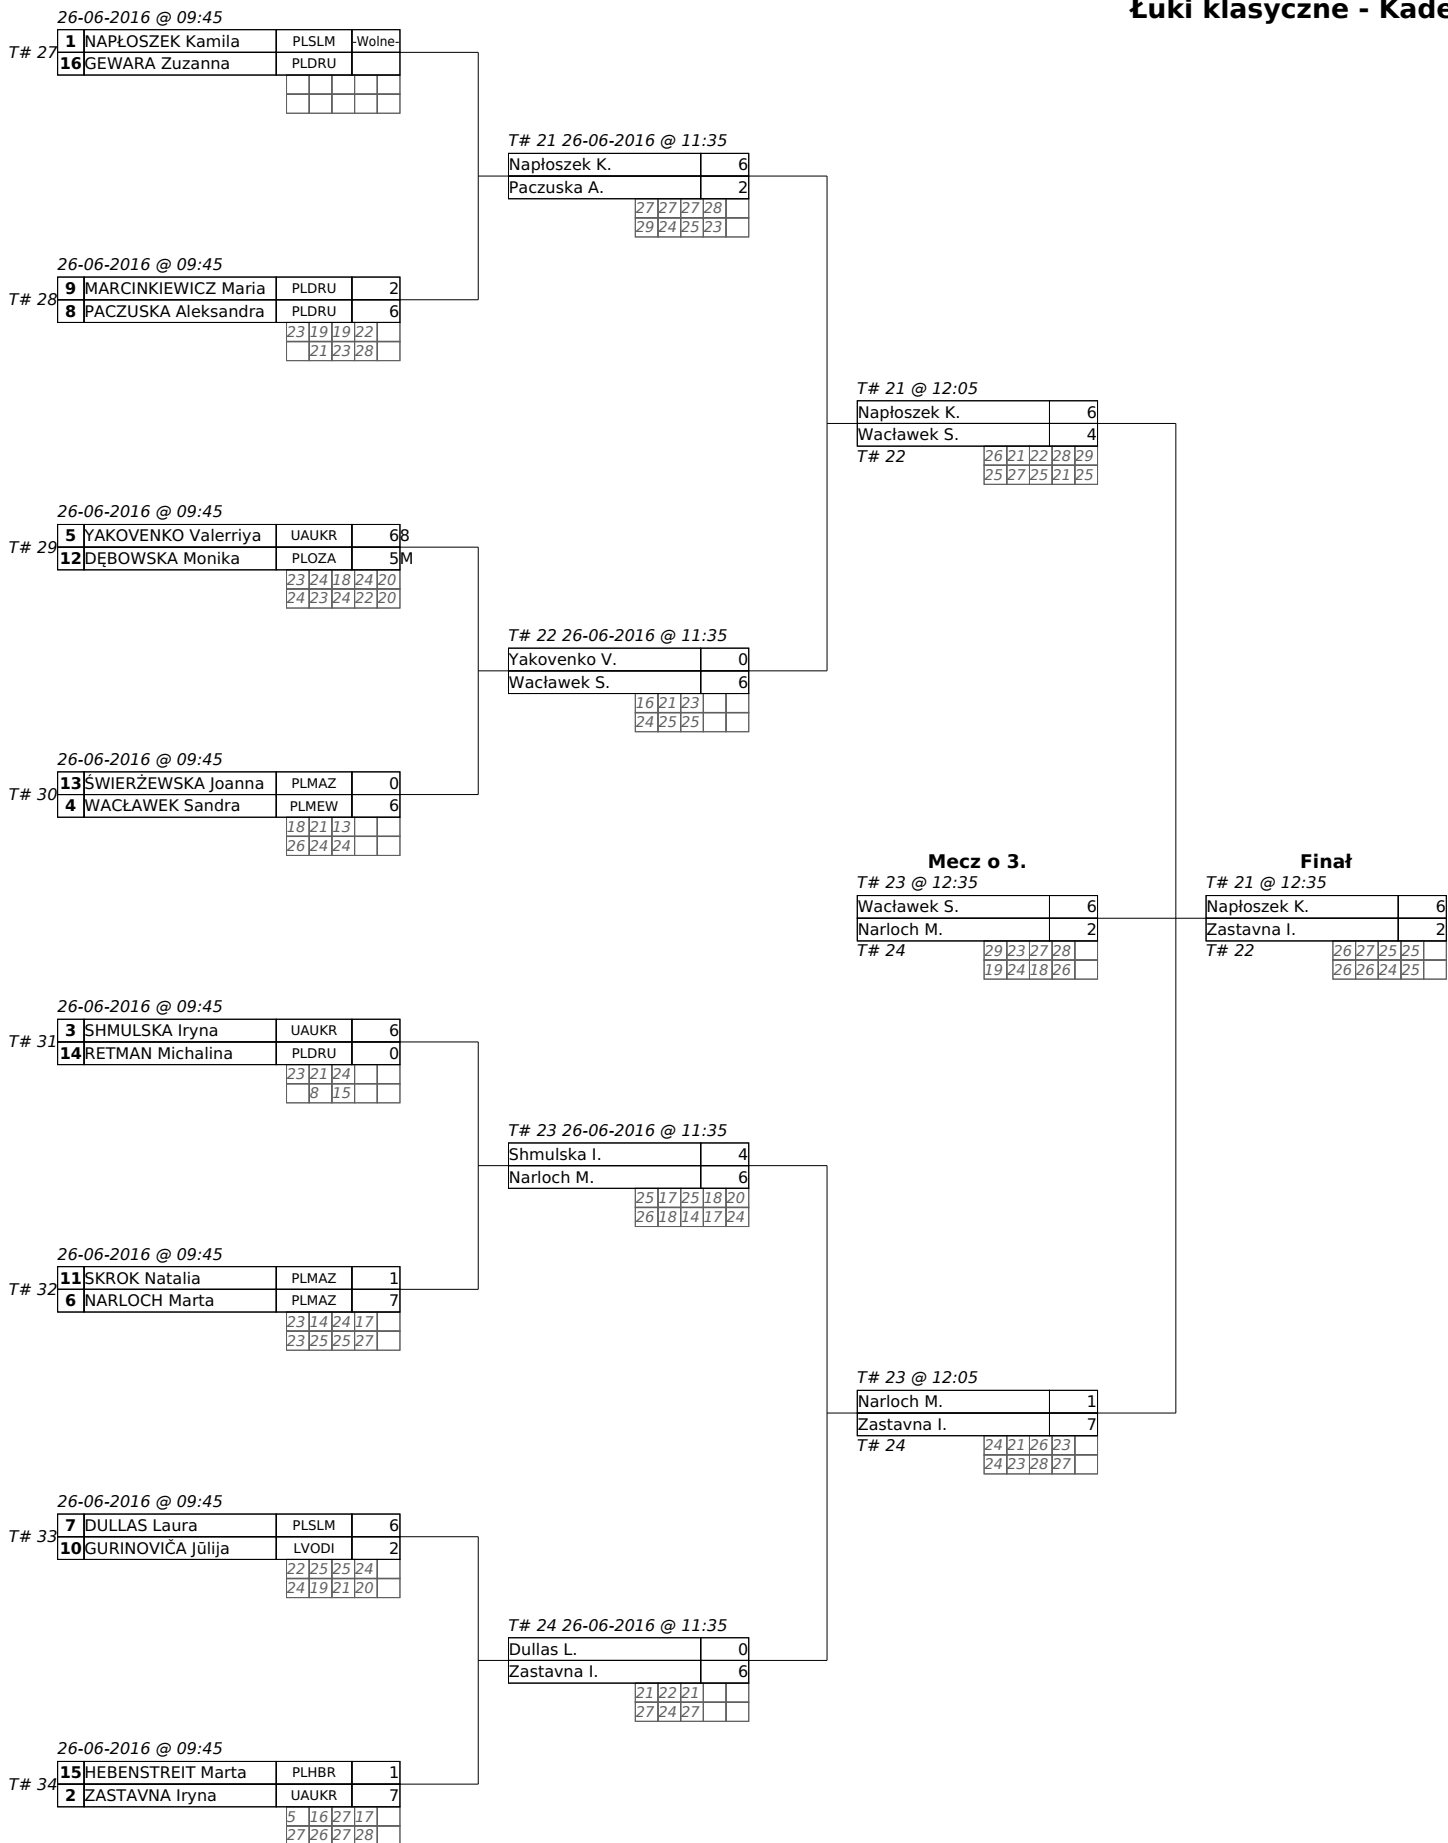 Łuki klasyczne - Kade
26-06-2016 @ 09:45
T# 27
1 NAPŁOSZEK Kamila PLSLM -Wolne-
16 GEWARA Zuzanna PLDRU
T# 21 26-06-2016 @ 11:35
Napłoszek K. 6
Paczuska A. 2
27 27 27 28
29 24 25 23
26-06-2016 @ 09:45
T# 28
9 MARCINKIEWICZ Maria PLDRU 2
8 PACZUSKA Aleksandra PLDRU 6
23 19 19 22
21 23 28
T# 21 @ 12:05
Napłoszek K. 6
Wacławek S. 4
T# 22
26 21 22 28 29
25 27 25 21 25
26-06-2016 @ 09:45
T# 29
5 YAKOVENKO Valerriya UAUKR 6 8
12 DĘBOWSKA Monika PLOZA 5 M
23 24 18 24 20
24 23 24 22 20
T# 22 26-06-2016 @ 11:35
Yakovenko V. 0
Wacławek S. 6
16 21 23
24 25 25
26-06-2016 @ 09:45
T# 30
13 ŚWIERŻEWSKA Joanna PLMAZ 0
4 WACŁAWEK Sandra PLMEW 6
18 21 13
26 24 24
Mecz o 3.
T# 23 @ 12:35
Wacławek S. 6
Narloch M. 2
T# 24
29 23 27 28
19 24 18 26
Finał
T# 21 @ 12:35
Napłoszek K. 6
Zastavna I. 2
T# 22
26 27 25 25
26 26 24 25
26-06-2016 @ 09:45
T# 31
3 SHMULSKA Iryna UAUKR 6
14 RETMAN Michalina PLDRU 0
23 21 24
8 15
T# 23 26-06-2016 @ 11:35
Shmulska I. 4
Narloch M. 6
25 17 25 18 20
26 18 14 17 24
26-06-2016 @ 09:45
T# 32
11 SKROK Natalia PLMAZ 1
6 NARLOCH Marta PLMAZ 7
23 14 24 17
23 25 25 27
T# 23 @ 12:05
Narloch M. 1
Zastavna I. 7
T# 24
24 21 26 23
24 23 28 27
26-06-2016 @ 09:45
T# 33
7 DULLAS Laura PLSLM 6
10 GURINOVIČA Jūlija LVODI 2
22 25 25 24
24 19 21 20
T# 24 26-06-2016 @ 11:35
Dullas L. 0
Zastavna I. 6
21 22 21
27 24 27
26-06-2016 @ 09:45
T# 34
15 HEBENSTREIT Marta PLHBR 1
2 ZASTAVNA Iryna UAUKR 7
5 16 27 17
27 26 27 28